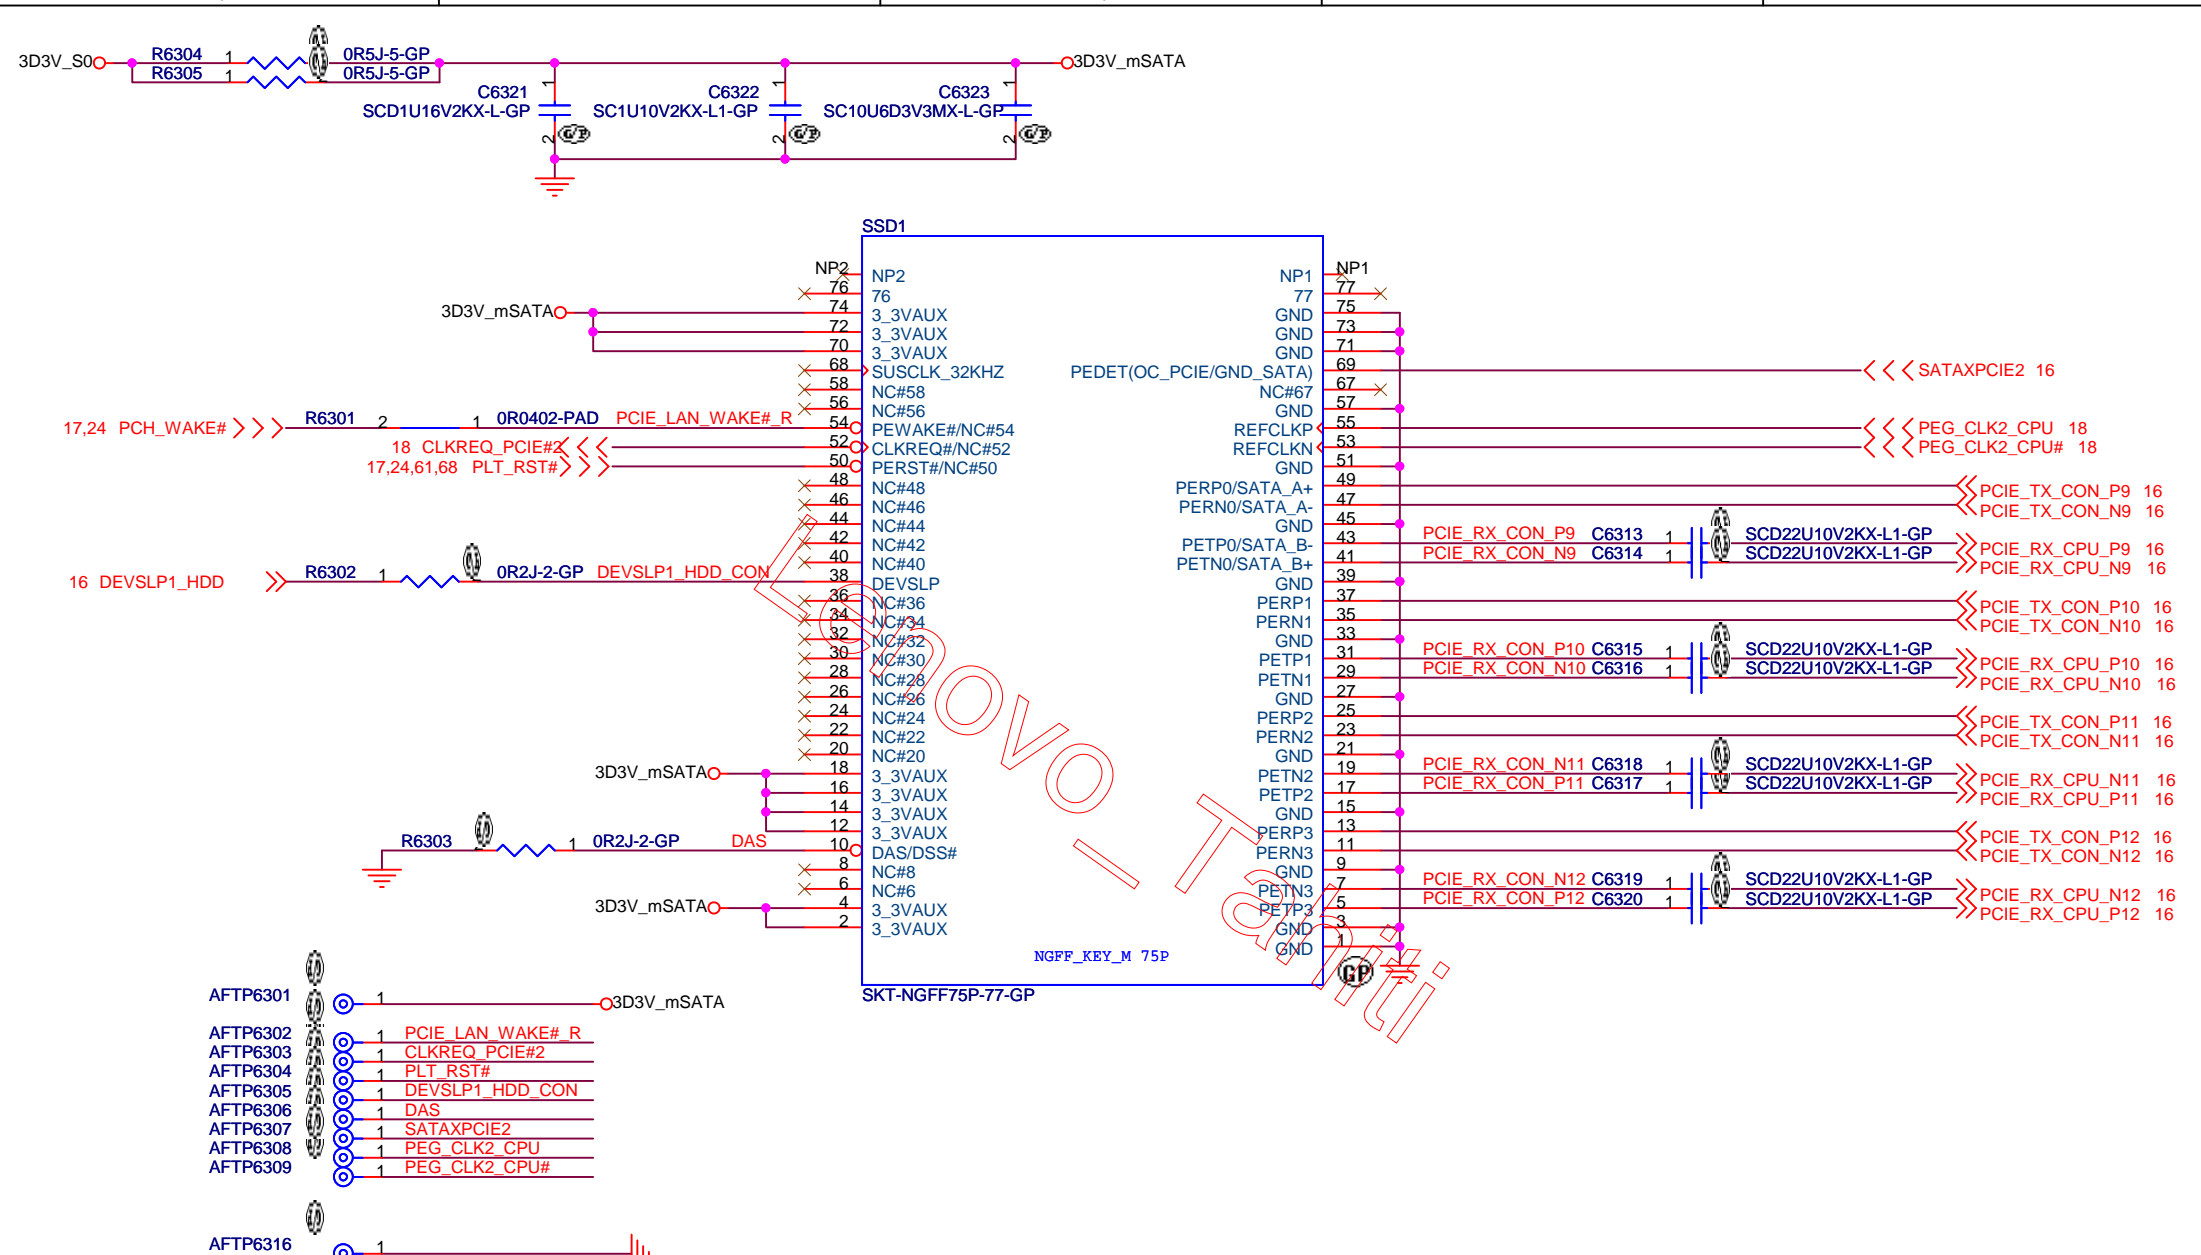 3D3V_S0 R6304 1 0R5J-5-GP 3D3V_mSATA
R6305 1 0R5J-5-GP
1 1 1
C6321 C6322 C6323
SCD1U16V2KX-L-GP SC1U10V2KX-L1-GP SC10U6D3V3MX-L-GP
2 2 2
SSD1
NP2 NP2 NP1 NP1
76 76 77 77
3D3V_mSATA 74 3_3VAUX GND 75
72 3_3VAUX GND 73
70 3_3VAUX GND 71
68 SUSCLK_32KHZ PEDET(OC_PCIE/GND_SATA) 69 SATAXPCIE2 16
58 NC#58 NC#67 67
56 NC#56 GND 57
17,24 PCH_WAKE# R6301 2 1 0R0402-PAD PCIE_LAN_WAKE#_R 54 PEWAKE#/NC#54 REFCLKP 55 PEG_CLK2_CPU 18
18 CLKREQ_PCIE#2 52 CLKREQ#/NC#52 REFCLKN 53 PEG_CLK2_CPU# 18
17,24,61,68 PLT_RST# 50 PERST#/NC#50 GND 51
48 NC#48 PERP0/SATA_A+ 49 PCIE_TX_CON_P9 16
46 NC#46 PERN0/SATA_A- 47 PCIE_TX_CON_N9 16
44 NC#44 GND 45
42 NC#42 PETP0/SATA_B- 43 PCIE_RX_CON_P9 C6313 1 SCD22U10V2KX-L1-GP PCIE_RX_CPU_P9 16
40 NC#40 PETN0/SATA_B+ 41 PCIE_RX_CON_N9 C6314 1 SCD22U10V2KX-L1-GP PCIE_RX_CPU_N9 16
16 DEVSLP1_HDD R6302 1 0R2J-2-GP DEVSLP1_HDD_CON 38 DEVSLP GND 39
36 NC#36 PERP1 37 PCIE_TX_CON_P10 16
34 NC#34 PERN1 35 PCIE_TX_CON_N10 16
32 NC#32 GND 33
30 NC#30 PETP1 31 PCIE_RX_CON_P10 C6315 1 SCD22U10V2KX-L1-GP PCIE_RX_CPU_P10 16
28 NC#28 PETN1 29 PCIE_RX_CON_N10 C6316 1 SCD22U10V2KX-L1-GP PCIE_RX_CPU_N10 16
26 NC#26 GND 27
24 NC#24 PERP2 25 PCIE_TX_CON_P11 16
22 NC#22 PERN2 23 PCIE_TX_CON_N11 16
20 NC#20 GND 21
3D3V_mSATA 18 3_3VAUX PETN2 19 PCIE_RX_CON_N11 C6318 1 SCD22U10V2KX-L1-GP PCIE_RX_CPU_N11 16
16 3_3VAUX PETP2 17 PCIE_RX_CON_P11 C6317 1 SCD22U10V2KX-L1-GP PCIE_RX_CPU_P11 16
14 3_3VAUX GND 15
12 3_3VAUX PERP3 13 PCIE_TX_CON_P12 16
R6303 1 0R2J-2-GP DAS 10 DAS/DSS# PERN3 11 PCIE_TX_CON_N12 16
8 NC#8 GND 9
6 NC#6 PETN3 7 PCIE_RX_CON_N12 C6319 1 SCD22U10V2KX-L1-GP PCIE_RX_CPU_N12 16
3D3V_mSATA 4 3_3VAUX PETP3 5 PCIE_RX_CON_P12 C6320 1 SCD22U10V2KX-L1-GP PCIE_RX_CPU_P12 16
2 3_3VAUX GND 3
GND 1
NGFF_KEY_M 75P
GP
SKT-NGFF75P-77-GP
AFTP6301 1 3D3V_mSATA
AFTP6302 1 PCIE_LAN_WAKE#_R
AFTP6303 1 CLKREQ_PCIE#2
AFTP6304 1 PLT_RST#
AFTP6305 1 DEVSLP1_HDD_CON
AFTP6306 1 DAS
AFTP6307 1 SATAXPCIE2
AFTP6308 1 PEG_CLK2_CPU
AFTP6309 1 PEG_CLK2_CPU#
AFTP6316 1